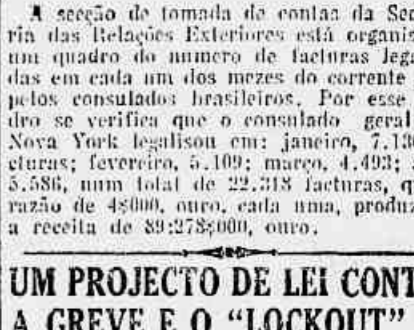 A secção de tomada de contas da Sec
ria das Relações Exteriores está organis
um quadro do numero de facturas lega
das em cada um dos mezes do corrente
pelos consulados brasileiros. Por esse
dro se verifica que o consulado geral
Nova York legalisou em: janeiro, 7.130
cturas; fevereiro, 5.109; março, 4.493;
5.586, num total de 22.318 facturas, q
razão de 4$000, ouro, cada uma, produz
a receita de 89:278$000, ouro.
UM PROJECTO DE LEI CONT
A GREVE E O "LOCKOUT"